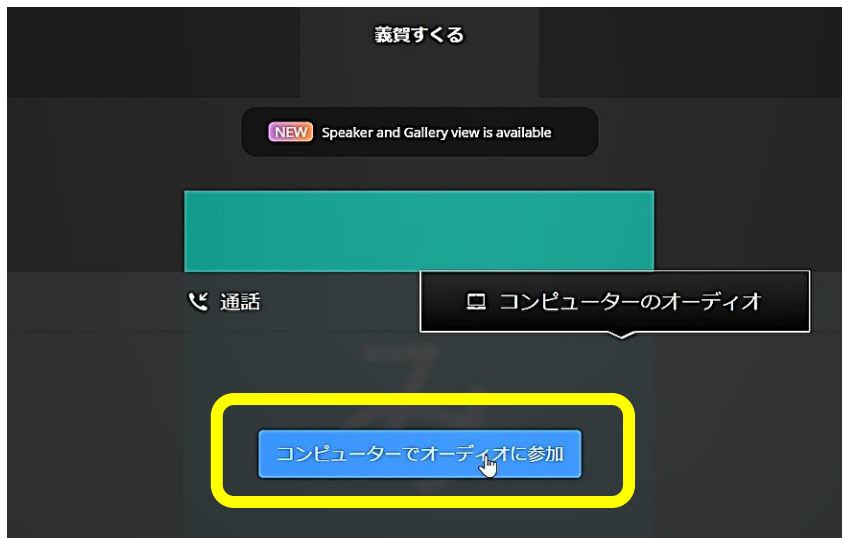 義賀すくる
NEW Speaker and Gallery view is available
通話
コンピューターのオーディオ
み
コンピューターでオーディオに参加